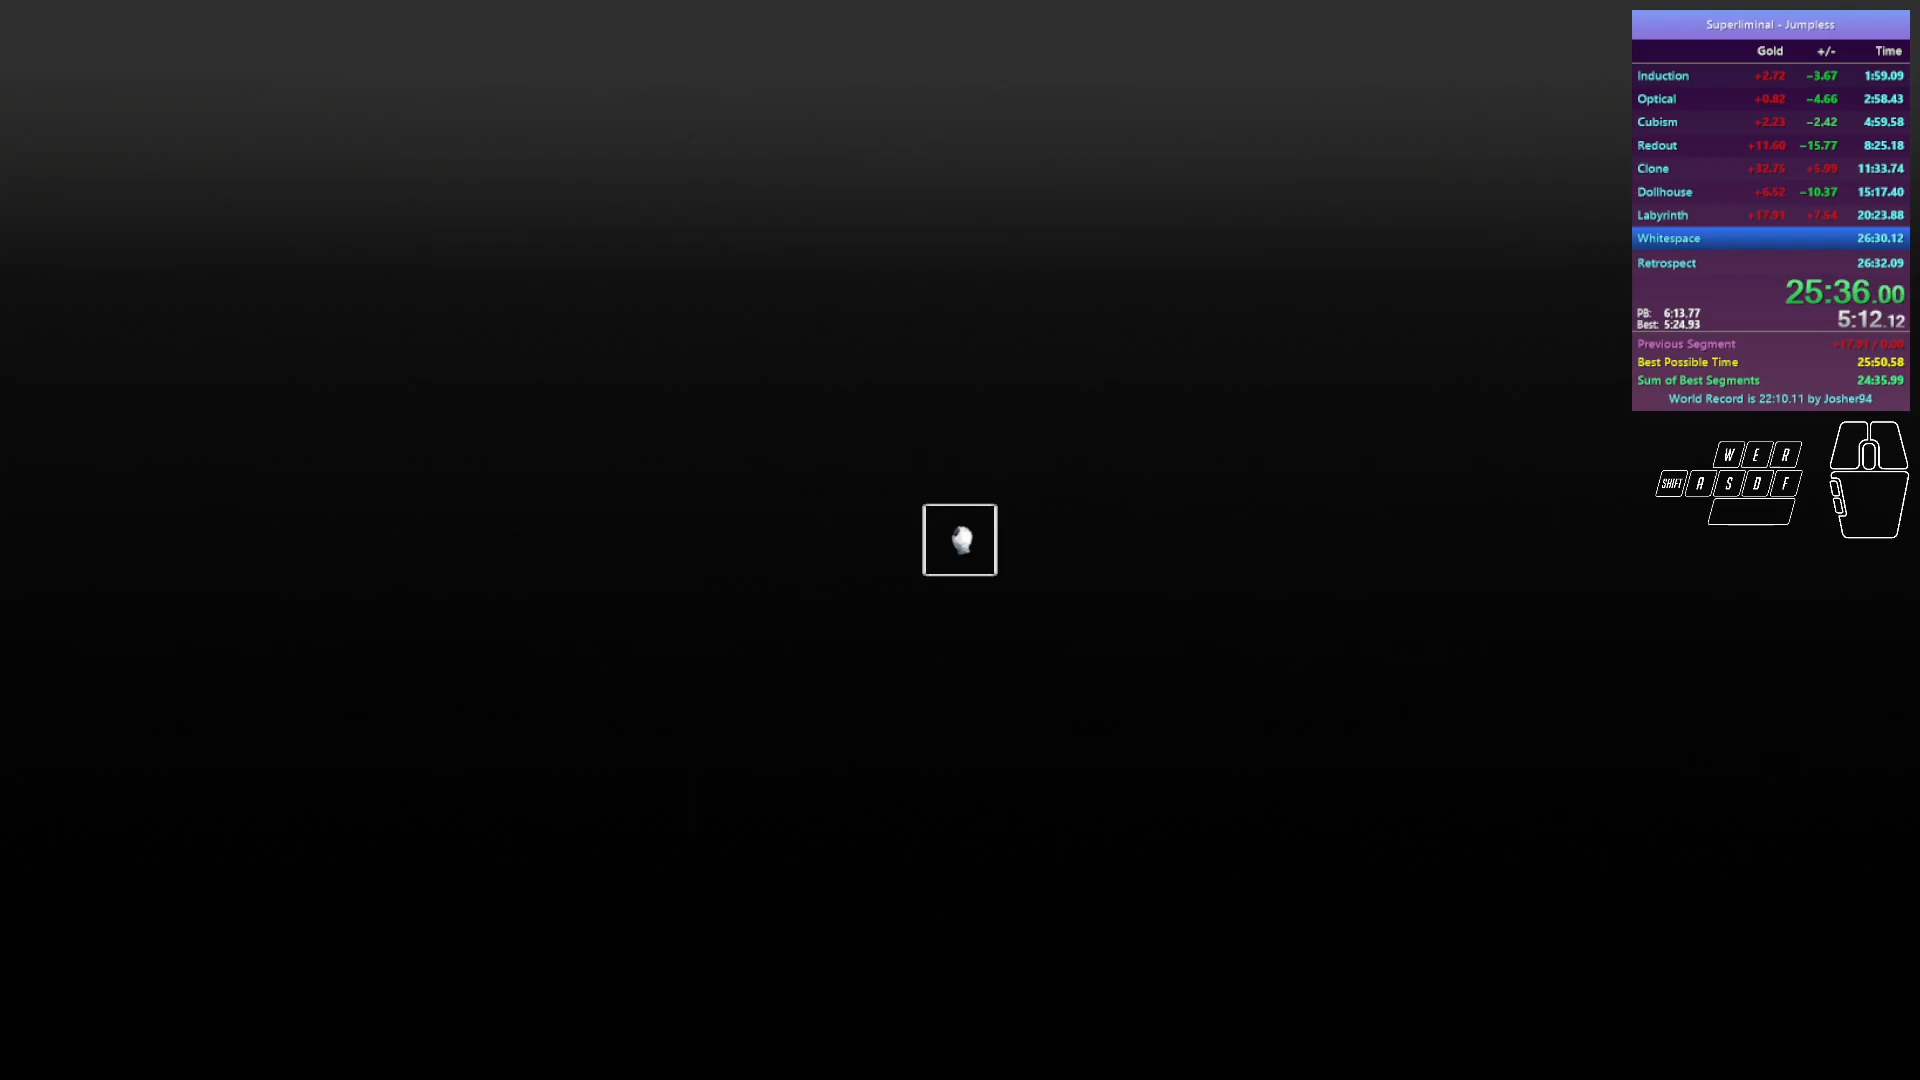 Superliminal - Jumpless
Gold +/- Time
Induction +2.72 -3.67 1:59.09
Optical +0.82 -4.66 2:58.43
Cubism +2.23 -2.42 4:59.58
Redout +11.60 -15.77 8:25.18
Clone +32.75 +5.99 11:33.74
Dollhouse +6.52 -10.37 15:17.40
Labyrinth +17.91 +7.54 20:23.88
Whitespace 26:30.12
Retrospect 26:32.09
25:36.00
PB: 6:13.77
Best: 5:24.93
5:12.12
Previous Segment +17.91 / 0.00
Best Possible Time 25:50.58
Sum of Best Segments 24:35.99
World Record is 22:10.11 by Josher94
W E R
SHIFT A S D F